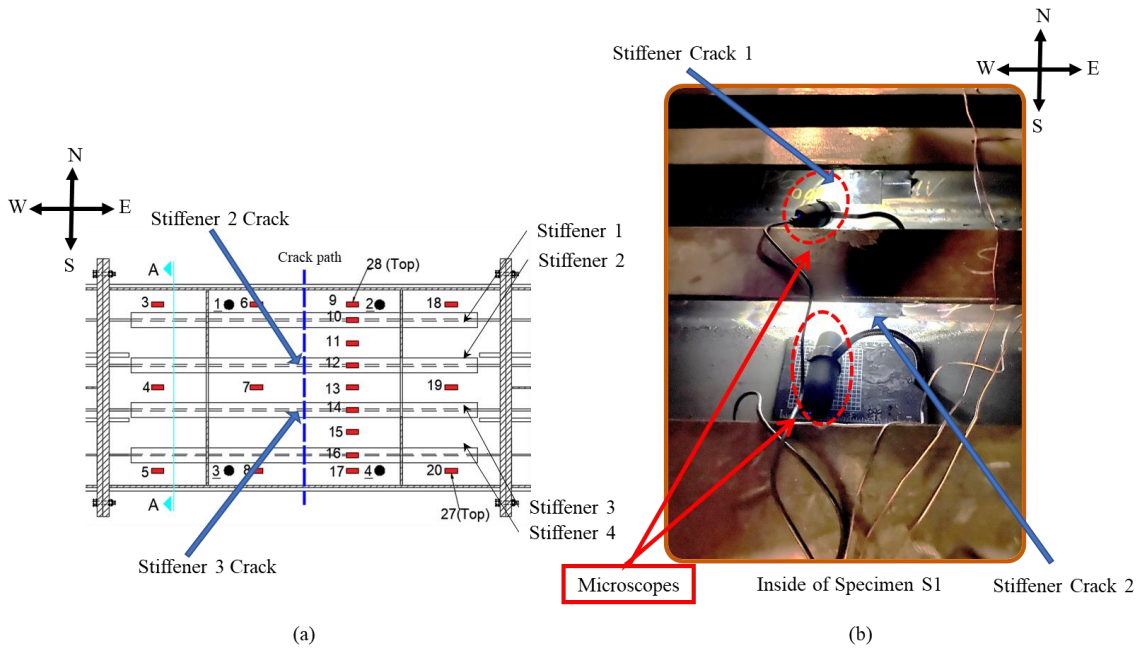 N
W E
S
Stiffener 2 Crack
Crack path
28 (Top)
Stiffener 1
Stiffener 2
A
3 1 6 9 2 18
10
11
12
4 7 13 19
14
15
16
5 3 8 17 4 20
A
27(Top)
Stiffener 3
Stiffener 4
Stiffener 3 Crack
(a)
N
W E
S
Stiffener Crack 1
Microscopes
Inside of Specimen S1
Stiffener Crack 2
(b)